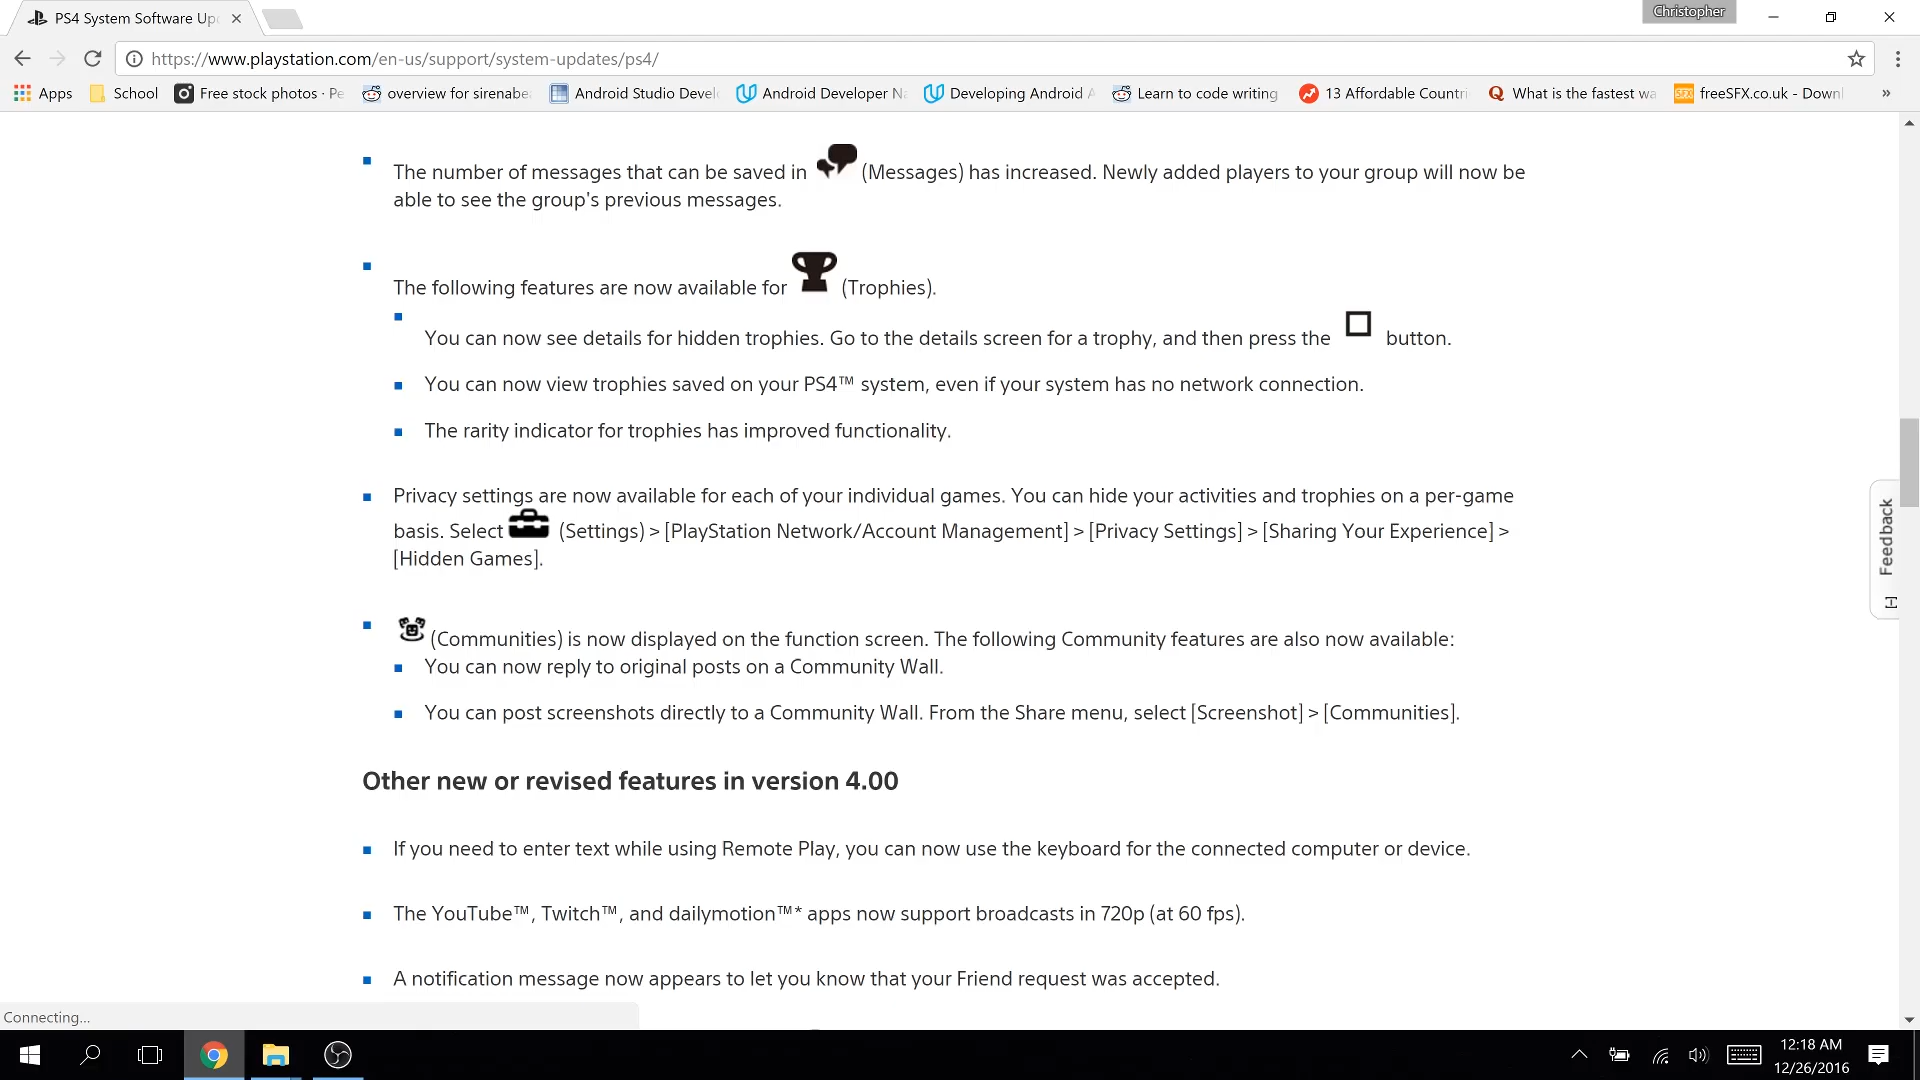 PS4 System Software Up
Christopher
https://www.playstation.com/en-us/support/system-updates/ps4/
Apps School Free stock photos · Pe overview for sirenabe Android Studio Devel Android Developer Na Developing Android A Learn to code writing 13 Affordable Countri What is the fastest wa SFX freeSFX.co.uk - Downl »
The number of messages that can be saved in (Messages) has increased. Newly added players to your group will now be
able to see the group's previous messages.
The following features are now available for (Trophies).
You can now see details for hidden trophies. Go to the details screen for a trophy, and then press the button.
You can now view trophies saved on your PS4™ system, even if your system has no network connection.
The rarity indicator for trophies has improved functionality.
Privacy settings are now available for each of your individual games. You can hide your activities and trophies on a per-game
basis. Select (Settings) > [PlayStation Network/Account Management] > [Privacy Settings] > [Sharing Your Experience] >
[Hidden Games].
(Communities) is now displayed on the function screen. The following Community features are also now available:
You can now reply to original posts on a Community Wall.
You can post screenshots directly to a Community Wall. From the Share menu, select [Screenshot] > [Communities].
Other new or revised features in version 4.00
If you need to enter text while using Remote Play, you can now use the keyboard for the connected computer or device.
The YouTube™, Twitch™, and dailymotion™* apps now support broadcasts in 720p (at 60 fps).
A notification message now appears to let you know that your Friend request was accepted.
Feedback
Connecting...
12:18 AM
12/26/2016